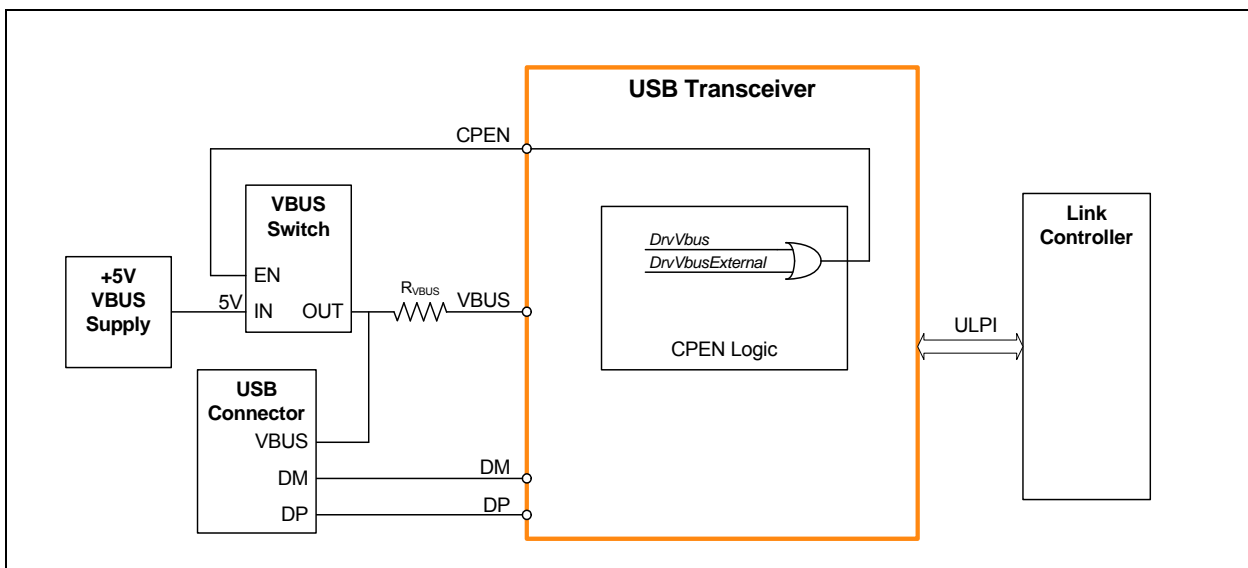 USB Transceiver
CPEN
VBUS
Switch
EN
IN
OUT
+5V
VBUS
Supply
5V
RVBUS
VBUS
DrvVbus
DrvVbusExternal
CPEN Logic
Link
Controller
ULPI
USB
Connector
VBUS
DM
DP
DM
DP